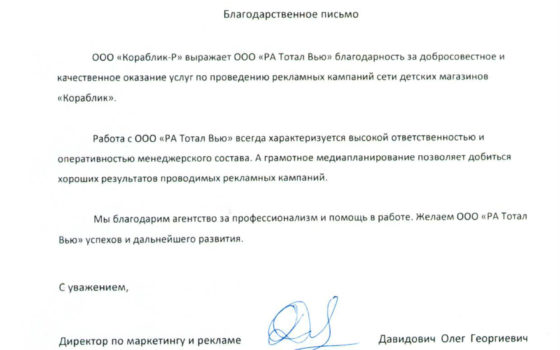 Благодарственное письмо
ООО «Кораблик-Р» выражает ООО «РА Тотал Вью» благодарность за добросовестное и
качественное оказание услуг по проведению рекламных кампаний сети детских магазинов
«Кораблик».
Работа с ООО «РА Тотал Вью» всегда характеризуется высокой ответственностью и
оперативностью менеджерского состава. А грамотное медиапланирование позволяет добиться
хороших результатов проводимых рекламных кампаний.
Мы благодарим агентство за профессионализм и помощь в работе. Желаем ООО «РА Тотал
Вью» успехов и дальнейшего развития.
С уважением,
Директор по маркетингу и рекламе Давидович Олег Георгиевич